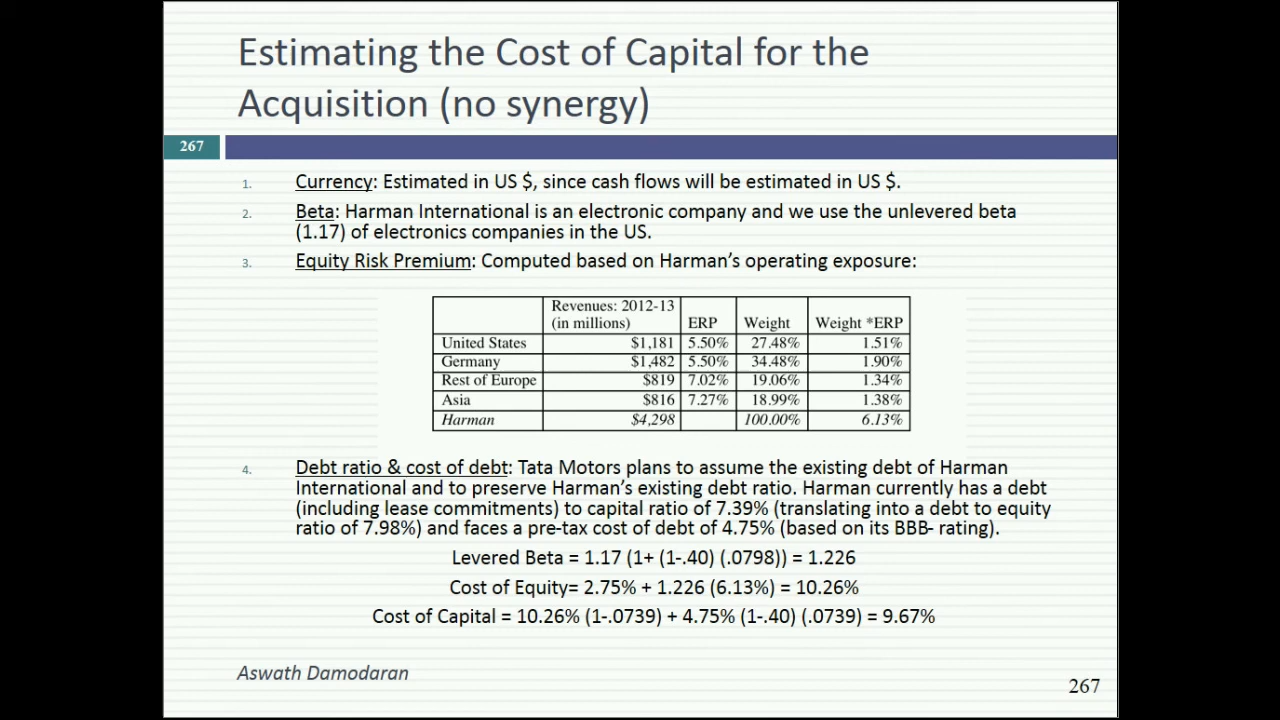 Estimating the Cost of Capital for the
Acquisition (no synergy)
267
1. Currency: Estimated in US $, since cash flows will be estimated in US $.
2. Beta: Harman International is an electronic company and we use the unlevered beta
(1.17) of electronics companies in the US.
3. Equity Risk Premium: Computed based on Harman's operating exposure:
Revenues: 2012-13
(in millions) ERP Weight Weight *ERP
United States $1,181 5.50% 27.48% 1.51%
Germany $1,482 5.50% 34.48% 1.90%
Rest of Europe $819 7.02% 19.06% 1.34%
Asia $816 7.27% 18.99% 1.38%
Harman $4,298 100.00% 6.13%
4. Debt ratio & cost of debt: Tata Motors plans to assume the existing debt of Harman
International and to preserve Harman's existing debt ratio. Harman currently has a debt
(including lease commitments) to capital ratio of 7.39% (translating into a debt to equity
ratio of 7.98%) and faces a pre-tax cost of debt of 4.75% (based on its BBB- rating).
Levered Beta = 1.17 (1+ (1-.40) (.0798)) = 1.226
Cost of Equity= 2.75% + 1.226 (6.13%) = 10.26%
Cost of Capital = 10.26% (1-.0739) + 4.75% (1-.40) (.0739) = 9.67%
Aswath Damodaran
267